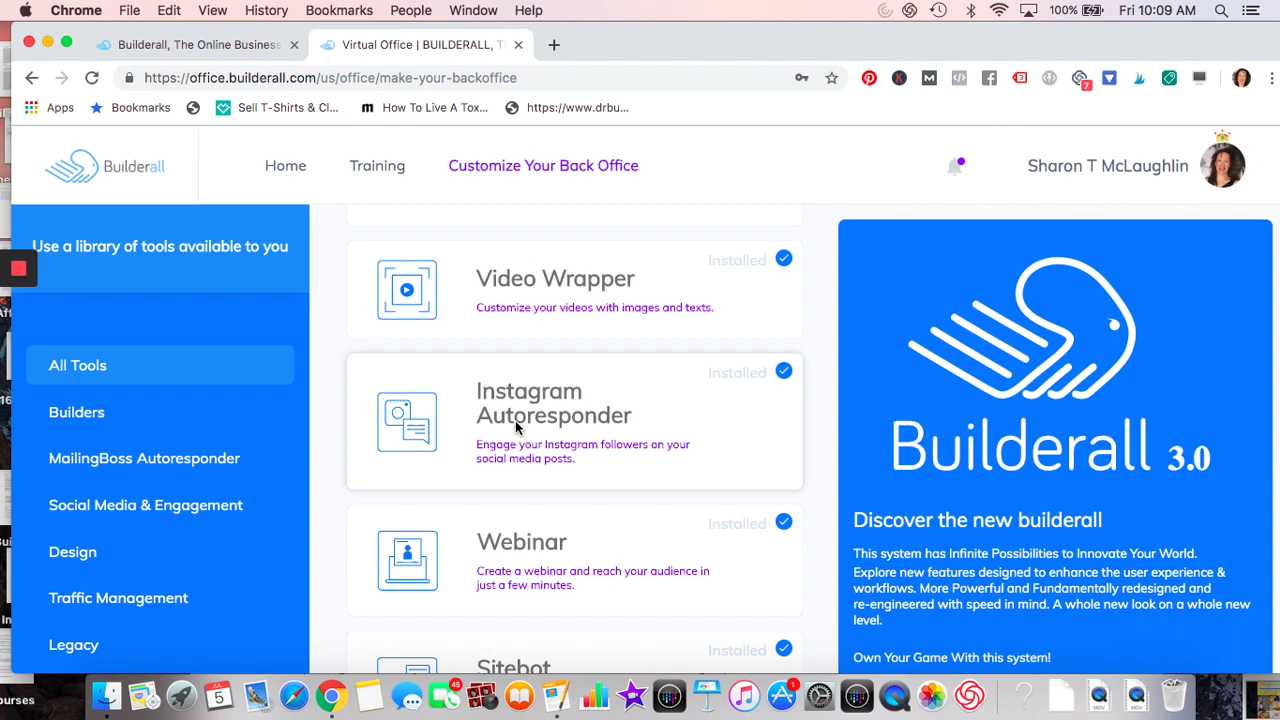 Chrome File Edit View History Bookmarks People Window Help 100% Fri 10:09 AM
Builderall, The Online Business Virtual Office | BUILDERALL, T
https://office.builderall.com/us/office/make-your-backoffice 7
Apps Bookmarks Sell T-Shirts & Cl... How To Live A Tox... https://www.drbu...
Builderall Home Training Customize Your Back Office Sharon T McLaughlin
Use a library of tools available to you
All Tools
Builders
MailingBoss Autoresponder
Social Media & Engagement
Design
Traffic Management
Legacy
Installed
Video Wrapper
Customize your videos with images and texts.
Installed
Instagram
Autoresponder
Engage your Instagram followers on your
social media posts.
Installed
Webinar
Create a webinar and reach your audience in
just a few minutes.
Installed
Sitebot
Builderall 3.0
Discover the new builderall
This system has Infinite Possibilities to Innovate Your World.
Explore new features designed to enhance the user experience &
workflows. More Powerful and Fundamentally redesigned and
re-engineered with speed in mind. A whole new look on a whole new
level.
Own Your Game With this system!
ourses
5
45
1
MOV
MOV